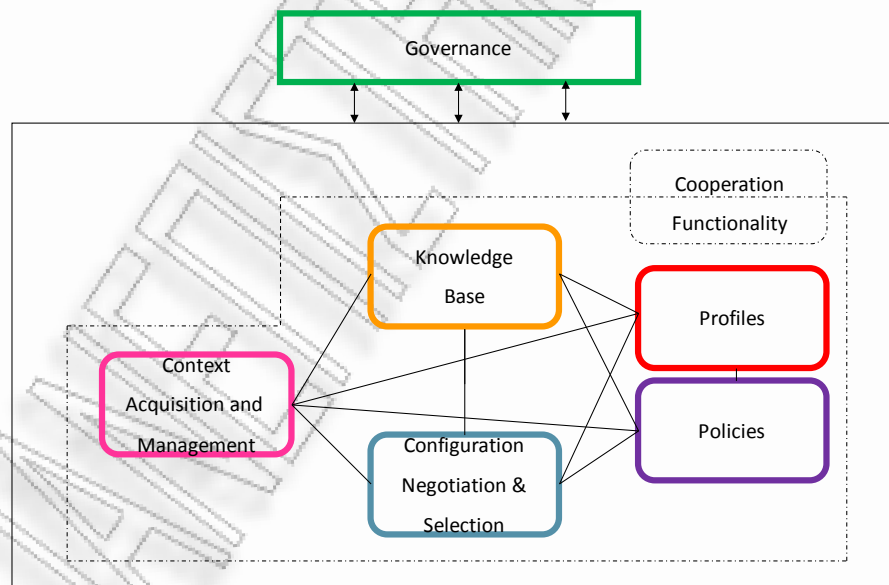 Governance
Cooperation
Functionality
Knowledge
Base
Profiles
Context
Acquisition and
Management
Policies
Configuration
Negotiation &
Selection